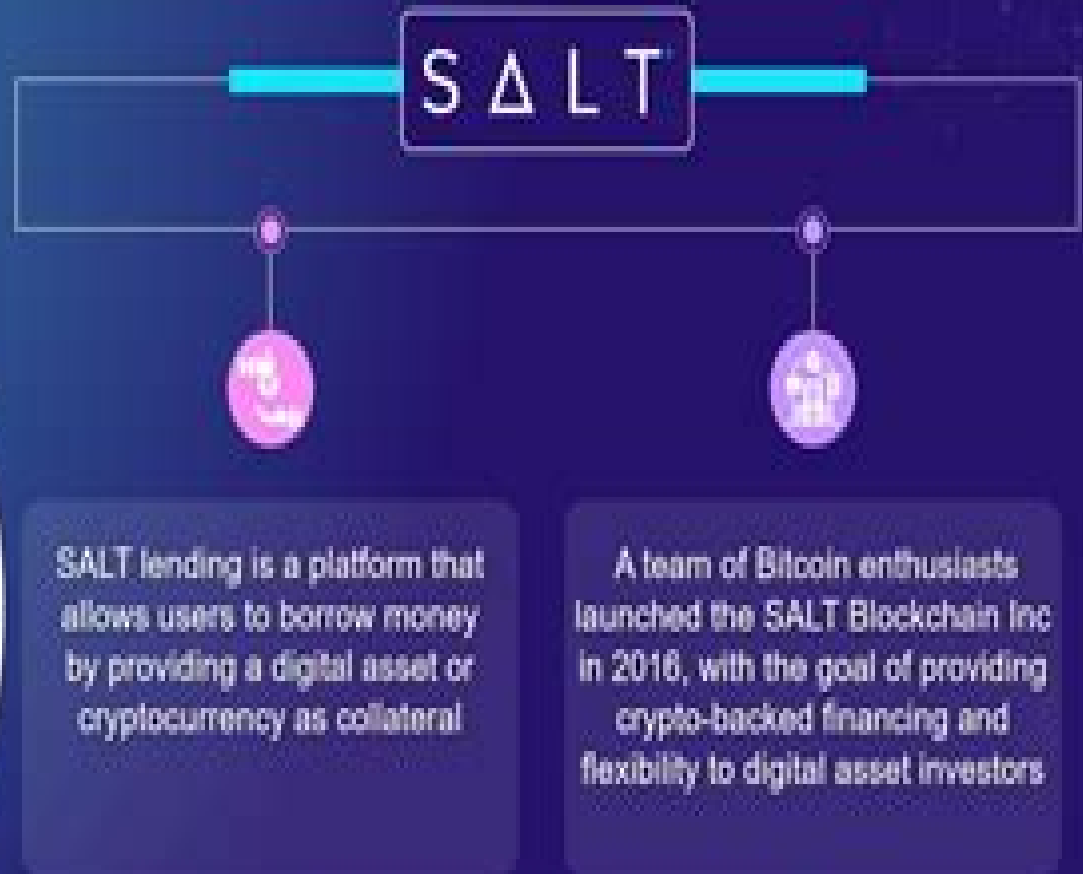 SALT
SALT lending is a platform that
allows users to borrow money
by providing a digital asset or
cryptocurrency as collateral
A team of Bitcoin enthusiasts
launched the SALT Blockchain Inc
in 2016, with the goal of providing
crypto-backed financing and
flexibility to digital asset investors